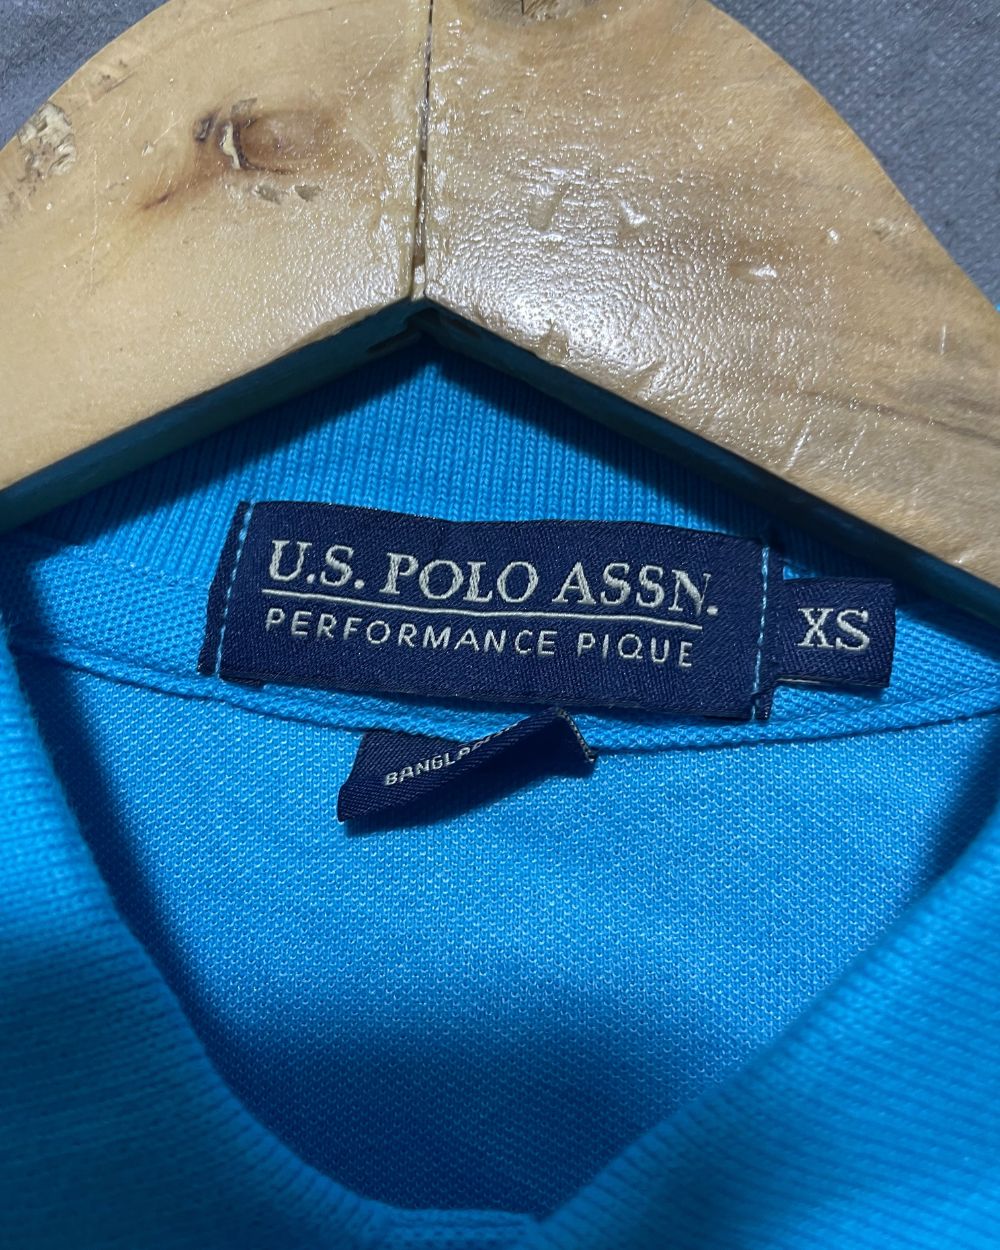 U.S. POLO ASSN.
PERFORMANCE PIQUE
XS